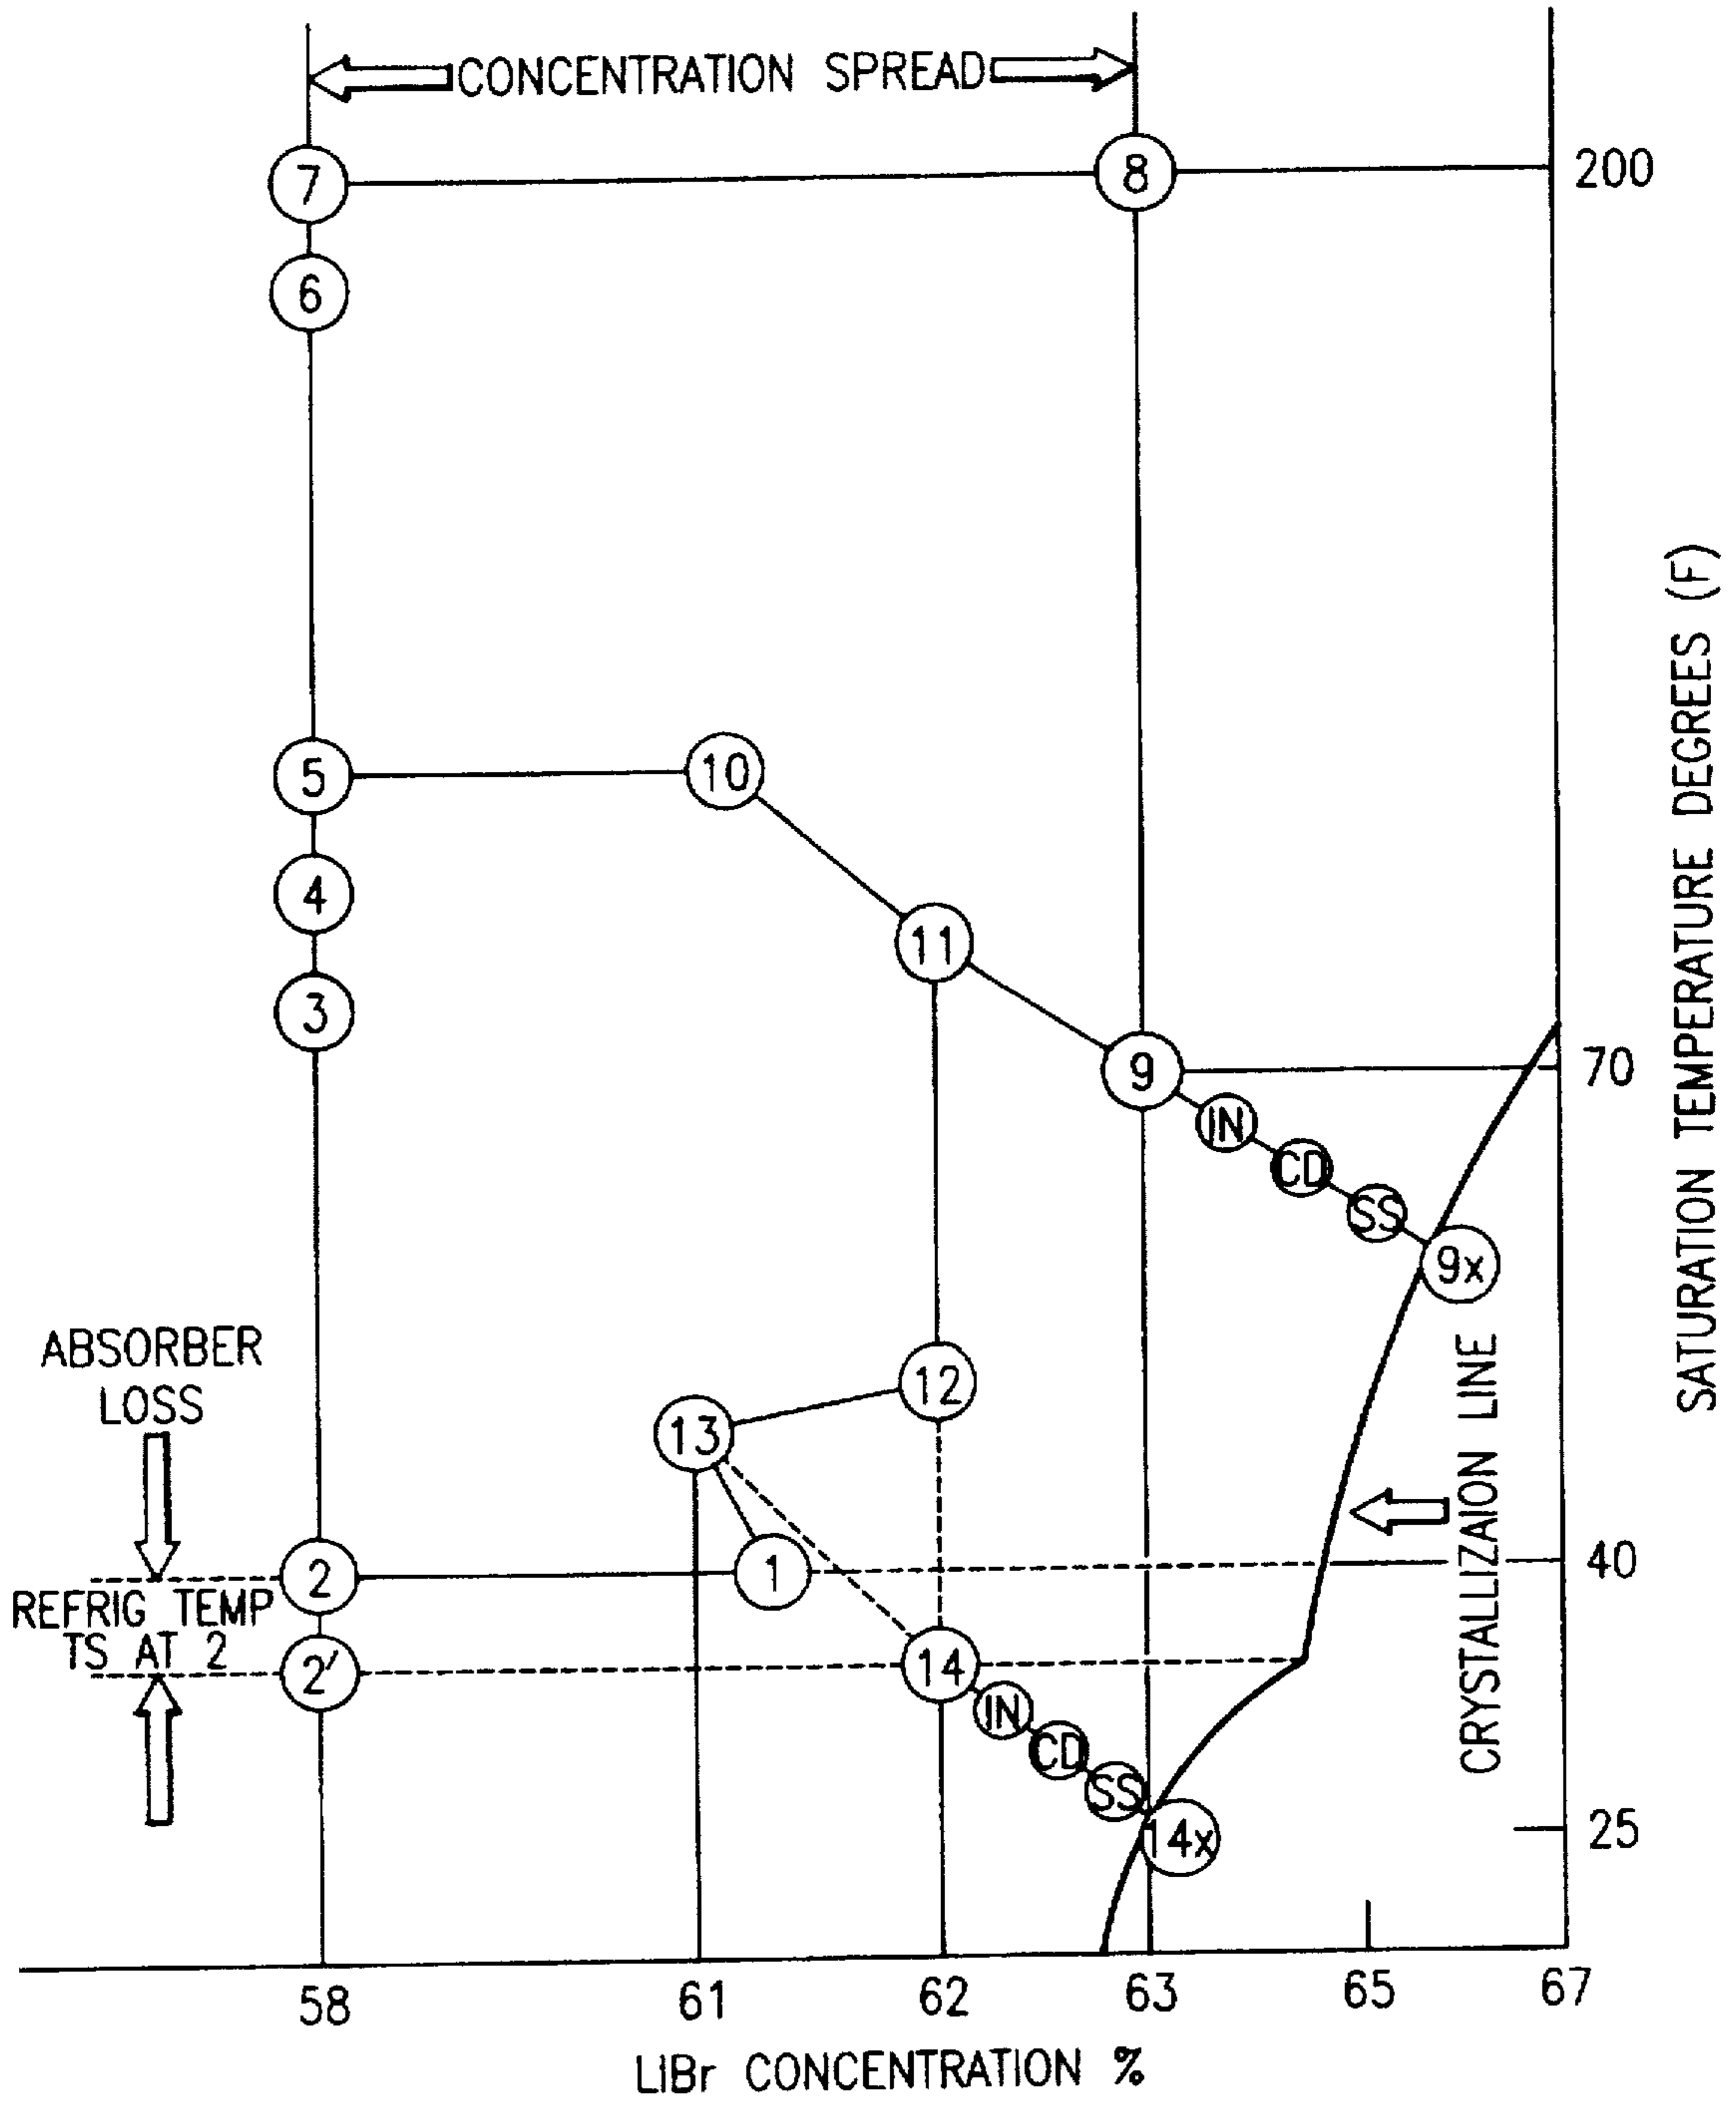 CONCENTRATION SPREAD
7
8
200
6
5
10
4
11
3
9
70
IN
CD
SS
9x
SATURATION TEMPERATURE DEGREES (F)
ABSORBER
LOSS
12
13
CRYSTALLIZAION LINE
2
1
40
REFRIG TEMP
TS AT 2
2'
14
IN
CD
SS
14x
25
58
61
62
63
65
67
LIBr CONCENTRATION %